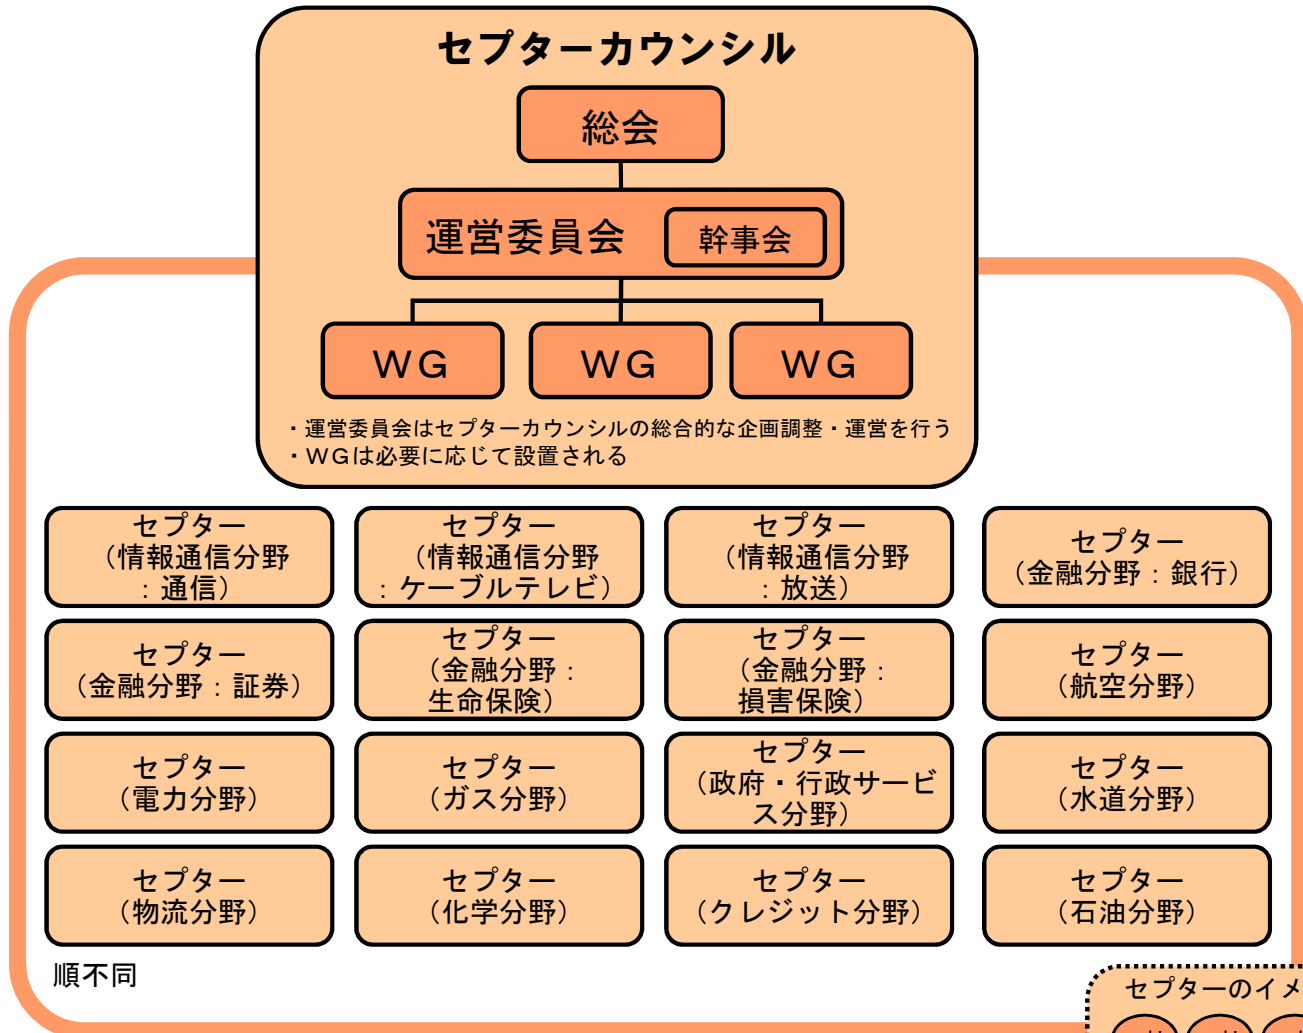 セプターカウンシル
総会
運営委員会
幹事会
ＷＧ
ＷＧ
ＷＧ
・運営委員会はセプターカウンシルの総合的な企画調整・運営を行う
・ＷＧは必要に応じて設置される
セプター
（情報通信分野
：通信）
セプター
（情報通信分野
：ケーブルテレビ）
セプター
（情報通信分野
：放送）
セプター
（金融分野：銀行）
セプター
（金融分野：証券）
セプター
（金融分野：
生命保険）
セプター
（金融分野：
損害保険）
セプター
（航空分野）
セプター
（電力分野）
セプター
（ガス分野）
セプター
（政府・行政サービ
ス分野）
セプター
（水道分野）
セプター
（物流分野）
セプター
（化学分野）
セプター
（クレジット分野）
セプター
（石油分野）
順不同
セプターのイメ